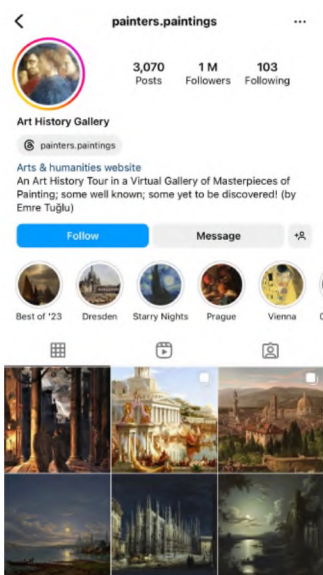 painters.paintings
3,070 1 M 103
Posts Followers Following
Art History Gallery
painters.paintings
Arts & humanities website
An Art History Tour in a Virtual Gallery of Masterpieces of
Painting; some well known; some yet to be discovered! (by
Emre Tuğlu)
Follow Message
Best of '23 Dresden Starry Nights Prague Vienna